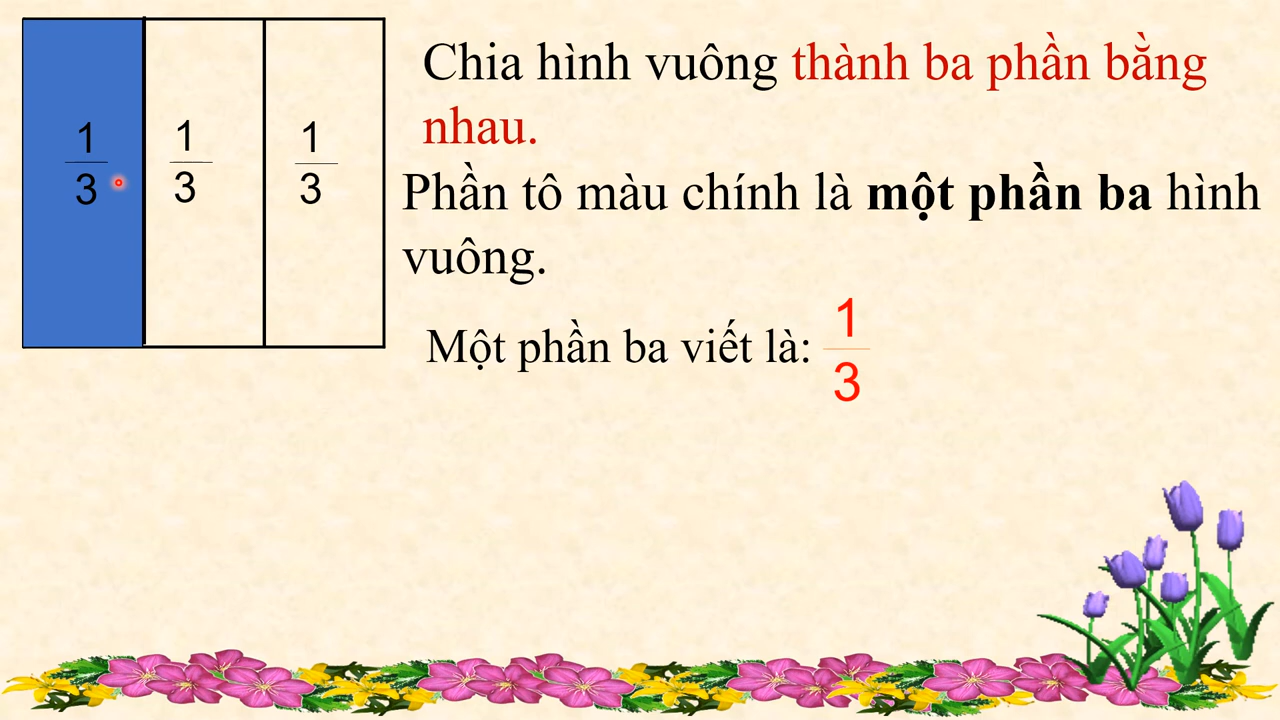 1/3 1/3 1/3
Chia hình vuông thành ba phần bằng
nhau.
Phần tô màu chính là một phần ba hình
vuông.
Một phần ba viết là: 1/3